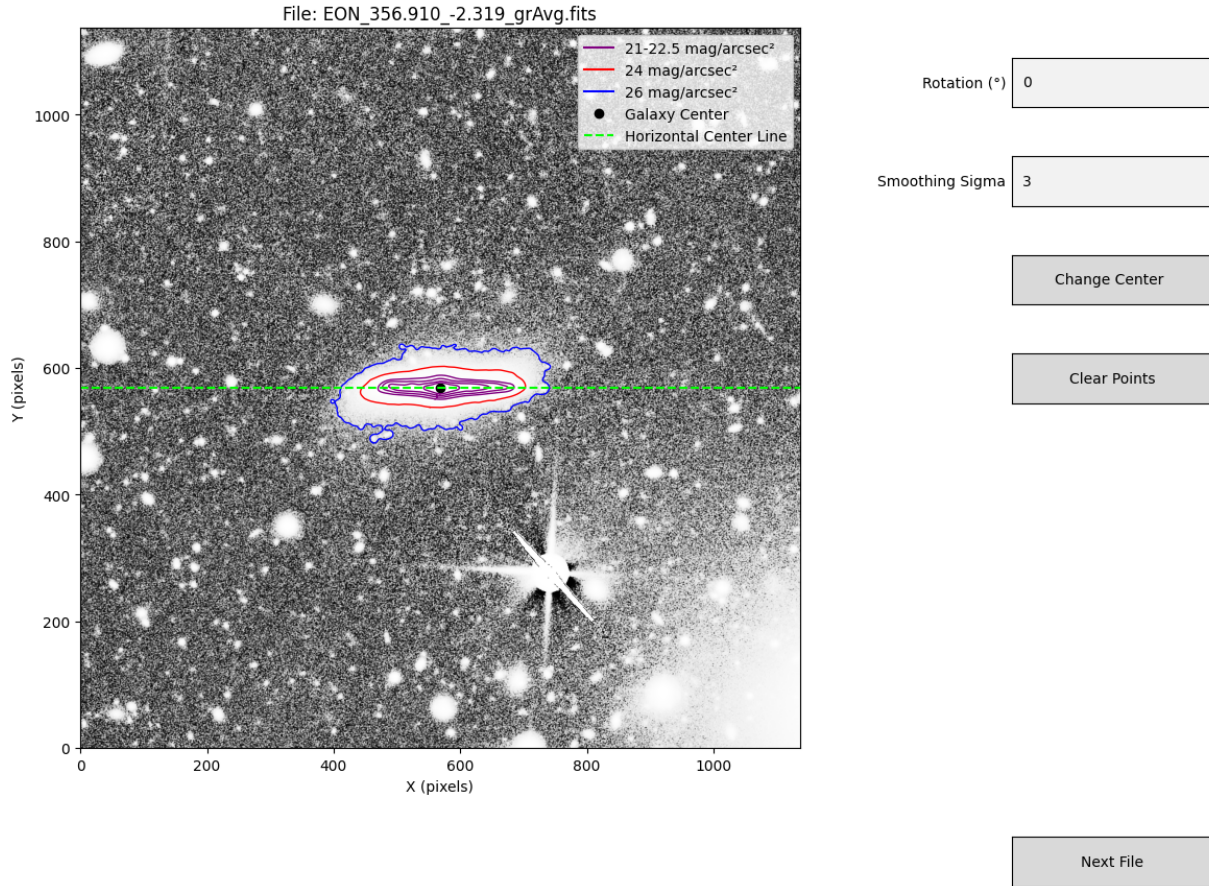 File: EON_356.910_-2.319_grAvg.fits
21-22.5 mag/arcsec²
24 mag/arcsec²
26 mag/arcsec²
Galaxy Center
Horizontal Center Line
1000
800
600
400
200
0
Y (pixels)
0 200 400 600 800 1000
X (pixels)
Rotation (°) 0
Smoothing Sigma 3
Change Center
Clear Points
Next File